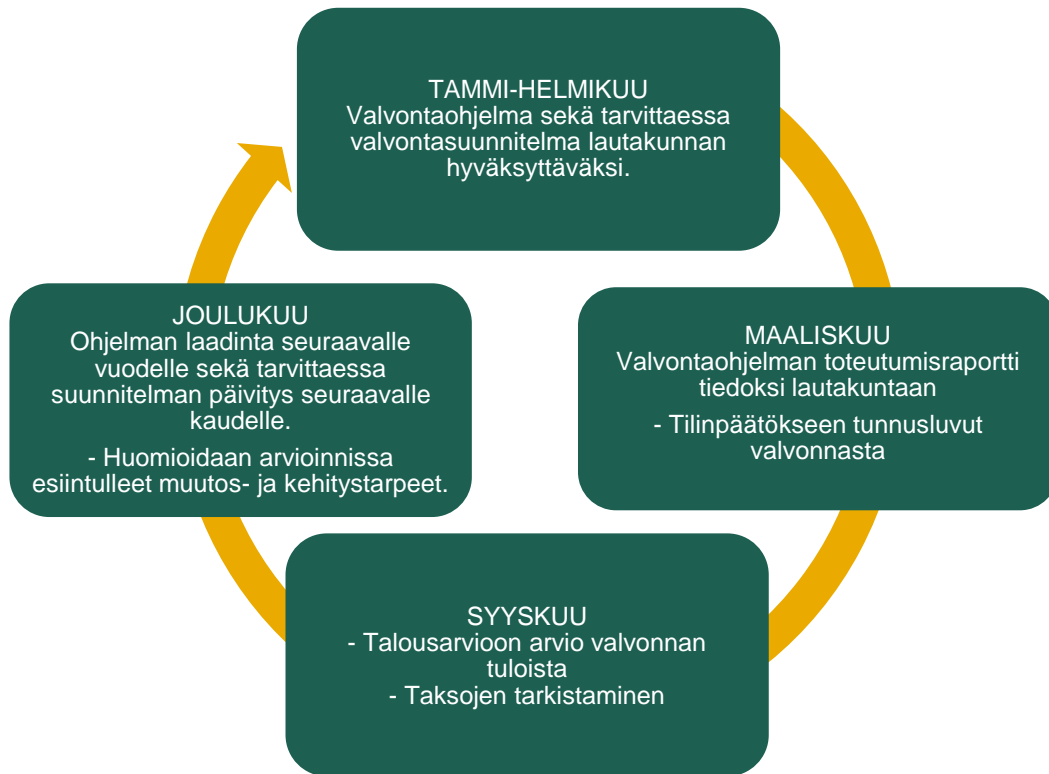 TAMMI-HELMIKUU
Valvontaohjelma sekä tarvittaessa
valvontasuunnitelma lautakunnan
hyväksyttäväksi.
MAALISKUU
Valvontaohjelman toteutumisraportti
tiedoksi lautakuntaan
- Tilinpäätökseen tunnusluvut
valvonnasta
SYYSKUU
- Talousarvioon arvio valvonnan
tuloista
- Taksojen tarkistaminen
JOULUKUU
Ohjelman laadinta seuraavalle
vuodelle sekä tarvittaessa
suunnitelman päivitys seuraavalle
kaudelle.
- Huomioidaan arvioinnissa
esiintulleet muutos- ja kehitystarpeet.